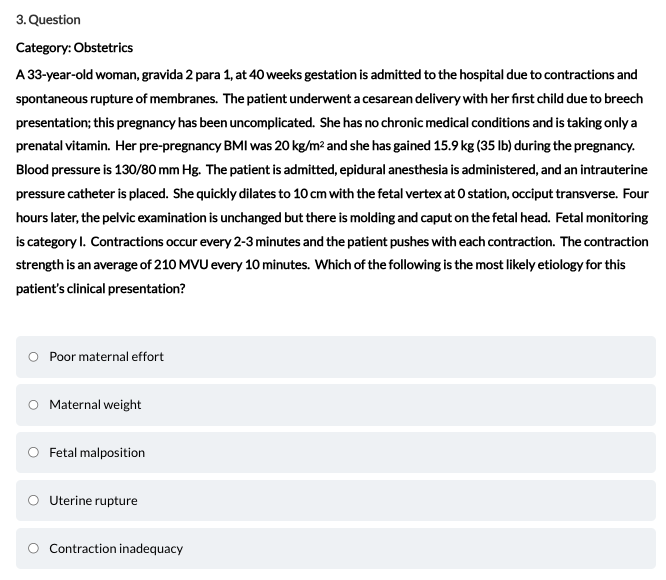 3. Question
Category: Obstetrics
A 33-year-old woman, gravida 2 para 1, at 40 weeks gestation is admitted to the hospital due to contractions and
spontaneous rupture of membranes.  The patient underwent a cesarean delivery with her first child due to breech
presentation; this pregnancy has been uncomplicated.  She has no chronic medical conditions and is taking only a
prenatal vitamin.  Her pre-pregnancy BMI was 20 kg/m² and she has gained 15.9 kg (35 lb) during the pregnancy.
Blood pressure is 130/80 mm Hg.  The patient is admitted, epidural anesthesia is administered, and an intrauterine
pressure catheter is placed.  She quickly dilates to 10 cm with the fetal vertex at 0 station, occiput transverse.  Four
hours later, the pelvic examination is unchanged but there is molding and caput on the fetal head.  Fetal monitoring
is category I.  Contractions occur every 2-3 minutes and the patient pushes with each contraction.  The contraction
strength is an average of 210 MVU every 10 minutes.  Which of the following is the most likely etiology for this
patient's clinical presentation?
Poor maternal effort
Maternal weight
Fetal malposition
Uterine rupture
Contraction inadequacy